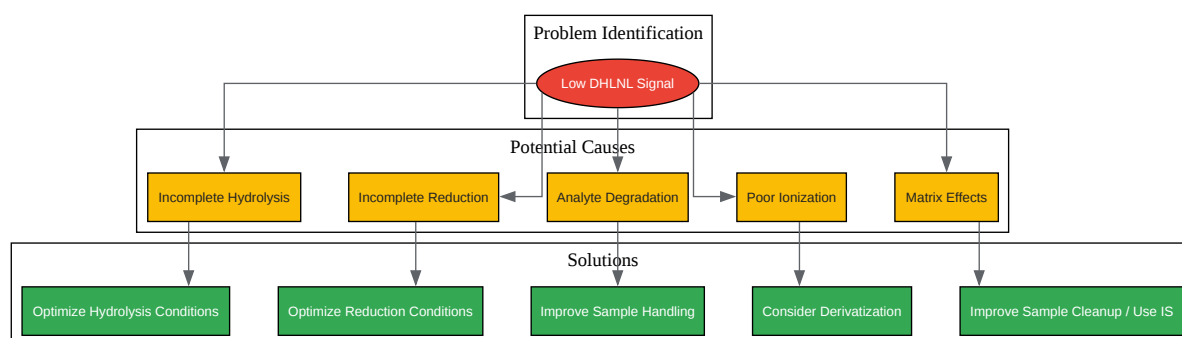 Problem Identification
Low DHLNL Signal
Potential Causes
Incomplete Hydrolysis
Incomplete Reduction
Analyte Degradation
Poor Ionization
Matrix Effects
Solutions
Optimize Hydrolysis Conditions
Optimize Reduction Conditions
Improve Sample Handling
Consider Derivatization
Improve Sample Cleanup / Use IS